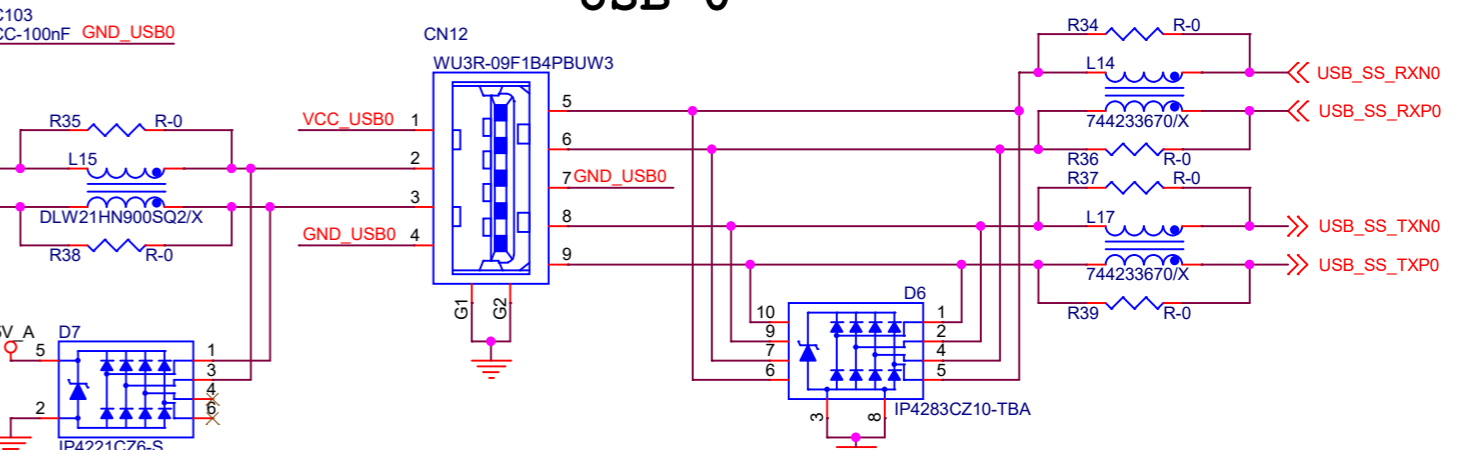 USB 0
C103
CC-100nF GND_USB0
CN12
WU3R-09F1B4PBUW3
VCC_USB0 1
2
3
GND_USB0 4
5
6
7 GND_USB0
8
9
G1
G2
R35 R-0
L15
DLW21HN900SQ2/X
R38 R-0
R34 R-0
L14
744233670/X
R36 R-0
USB_SS_RXN0
USB_SS_RXP0
R37 R-0
L17
744233670/X
R39 R-0
USB_SS_TXN0
USB_SS_TXP0
5V_A
D7
5
2
1
3
4
6
IP4221CZ6-S
D6
10
9
7
6
1
2
4
5
3
8
IP4283CZ10-TBA